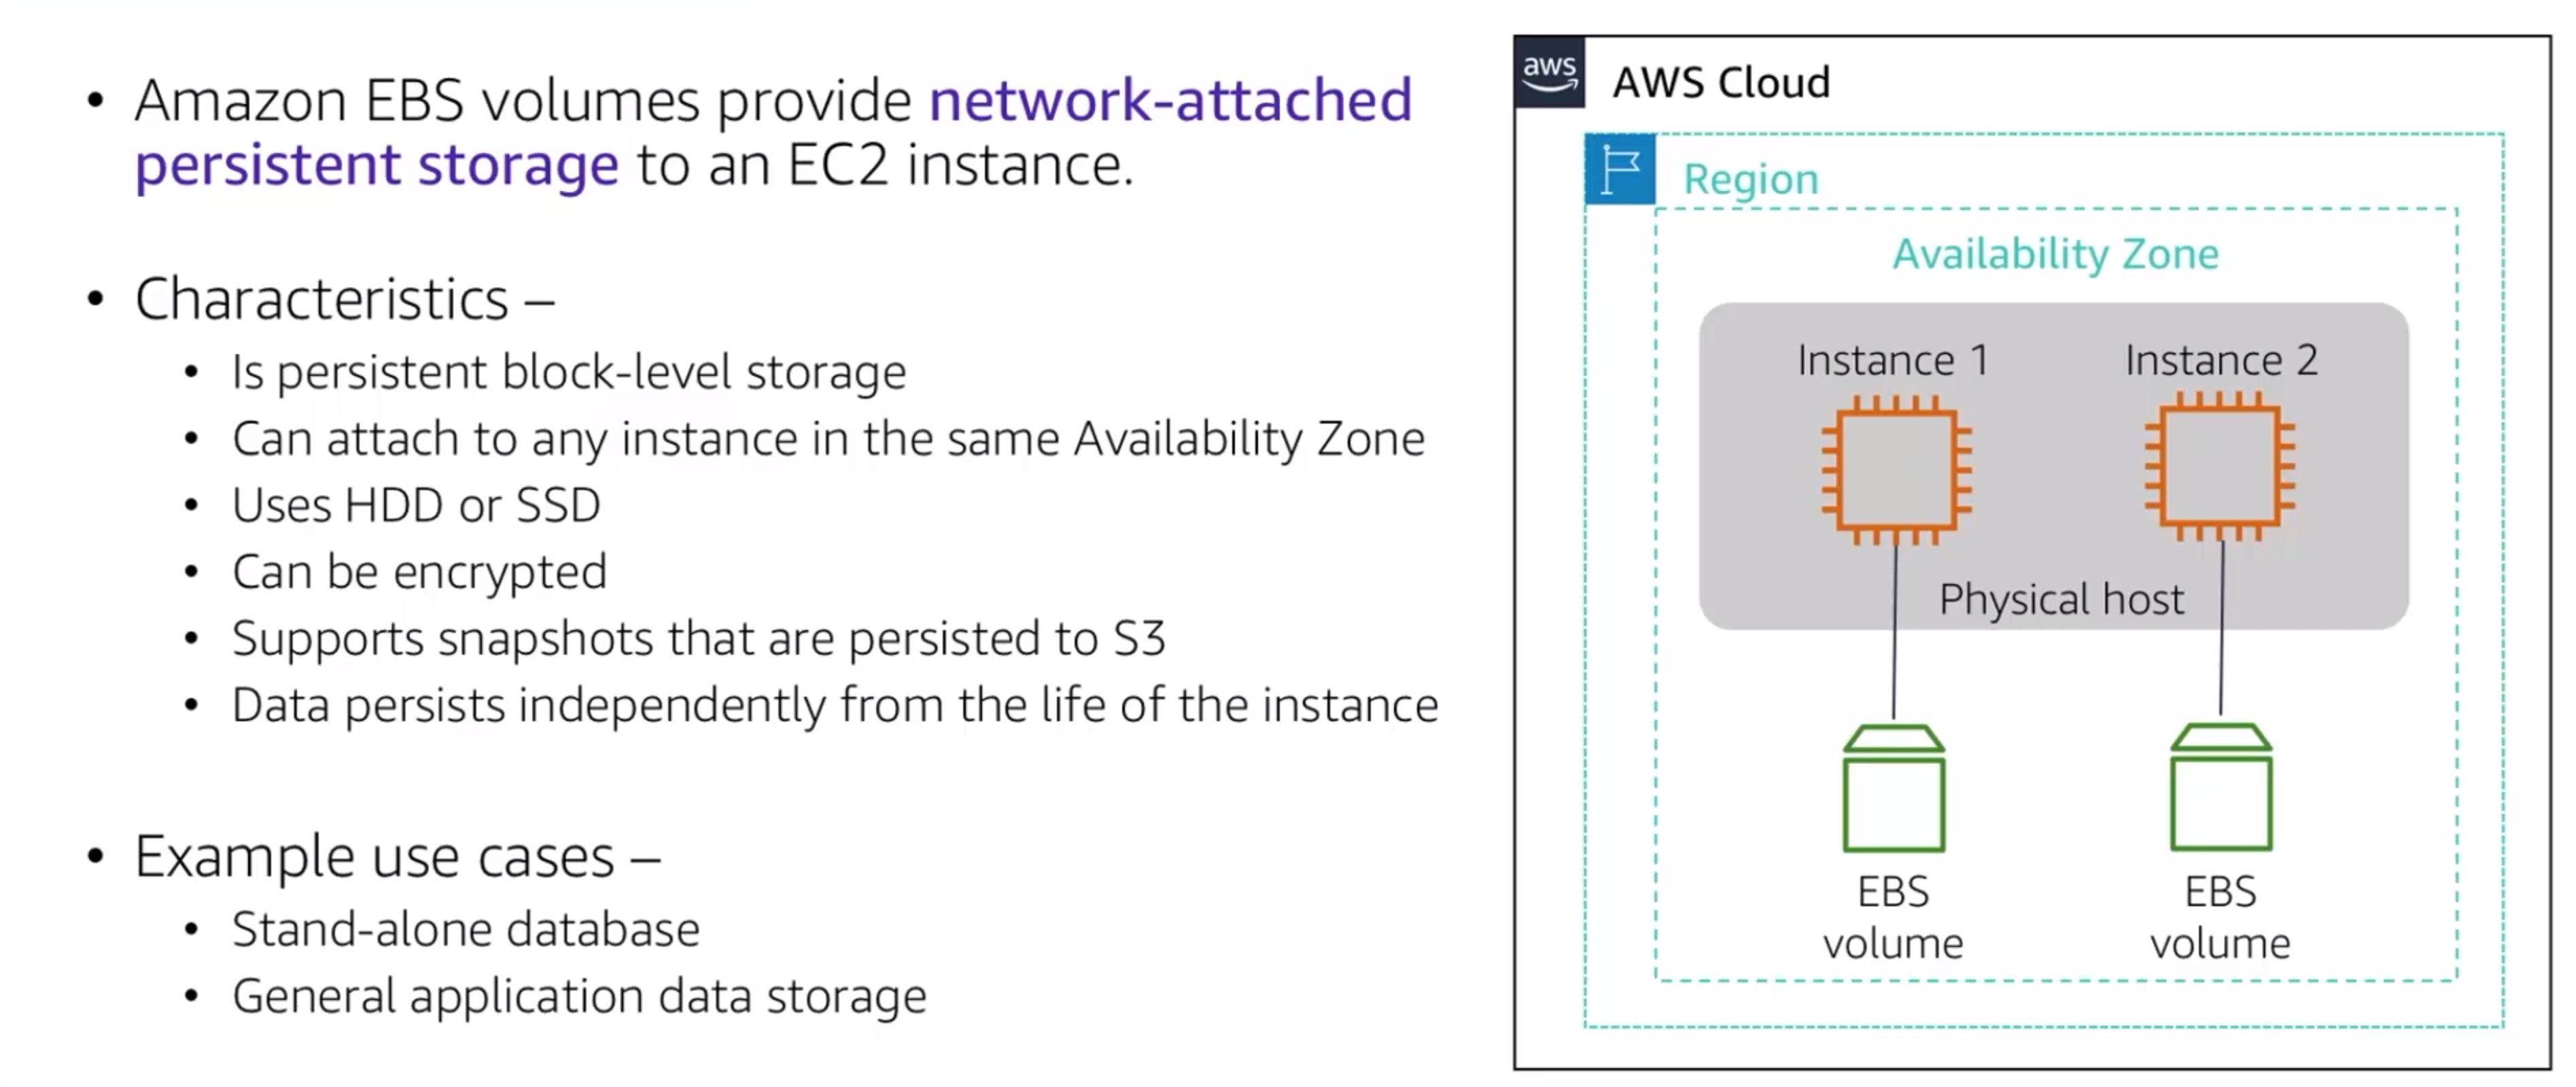 • Amazon EBS volumes provide network-attached
persistent storage to an EC2 instance.
• Characteristics –
• Is persistent block-level storage
• Can attach to any instance in the same Availability Zone
• Uses HDD or SSD
• Can be encrypted
• Supports snapshots that are persisted to S3
• Data persists independently from the life of the instance
• Example use cases –
• Stand-alone database
• General application data storage
aws
AWS Cloud
Region
Availability Zone
Instance 1
Instance 2
Physical host
EBS
volume
EBS
volume